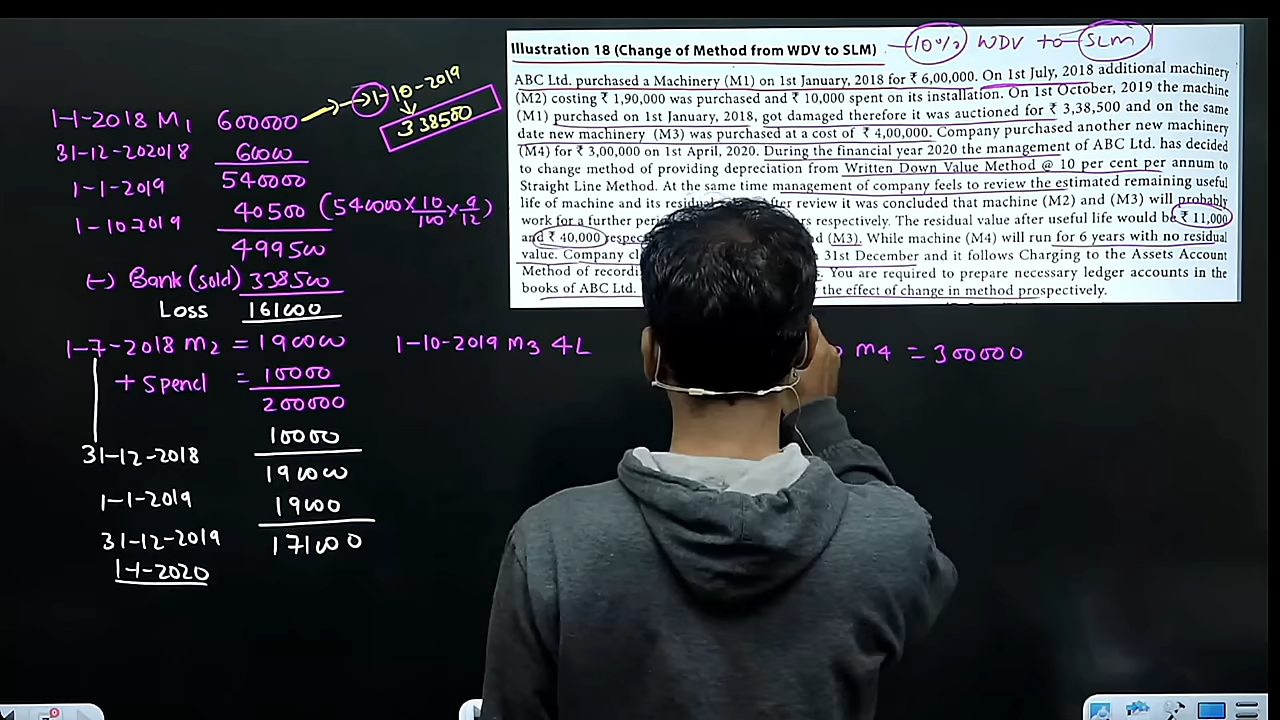 Illustration 18 (Change of Method from WDV to SLM) 10% WDV to SLM
ABC Ltd. purchased a Machinery (M1) on 1st January, 2018 for ₹ 6,00,000. On 1st July, 2018 additional machinery
(M2) costing ₹ 1,90,000 was purchased and ₹ 10,000 spent on its installation. On 1st October, 2019 the machine
(M1) purchased on 1st January, 2018, got damaged therefore it was auctioned for ₹ 3,38,500 and on the same
date new machinery (M3) was purchased at a cost of ₹ 4,00,000. Company purchased another new machinery
(M4) for ₹ 3,00,000 on 1st April, 2020. During the financial year 2020 the management of ABC Ltd. has decided
to change method of providing depreciation from Written Down Value Method @ 10 per cent per annum to
Straight Line Method. At the same time management of company feels to review the estimated remaining useful
life of machine and its After review it was concluded that machine (M2) and (M3) will probably
work for a further respectively. The residual value after useful life would be ₹ 11,000
and ₹ 40,000 (M3). While machine (M4) will run for 6 years with no residual
value. Company 31st December and it follows Charging to the Assets Account
Method of You are required to prepare necessary ledger accounts in the
books of ABC Ltd. the effect of change in method prospectively.
1-10-2019
338500
1-1-2018 M1 600000
31-12-202018 60000
1-1-2019 540000
1-10-2019 40500 (540000 × 10/100 × 9/12)
499500
(-) Bank (sold) 338500
Loss 161000
1-7-2018 M2 = 190000
+ Spend = 10000
200000
10000
31-12-2018 190000
1-1-2019 19000
31-12-2019 171000
1-1-2020
1-10-2019 M3 4L
M4 = 300000